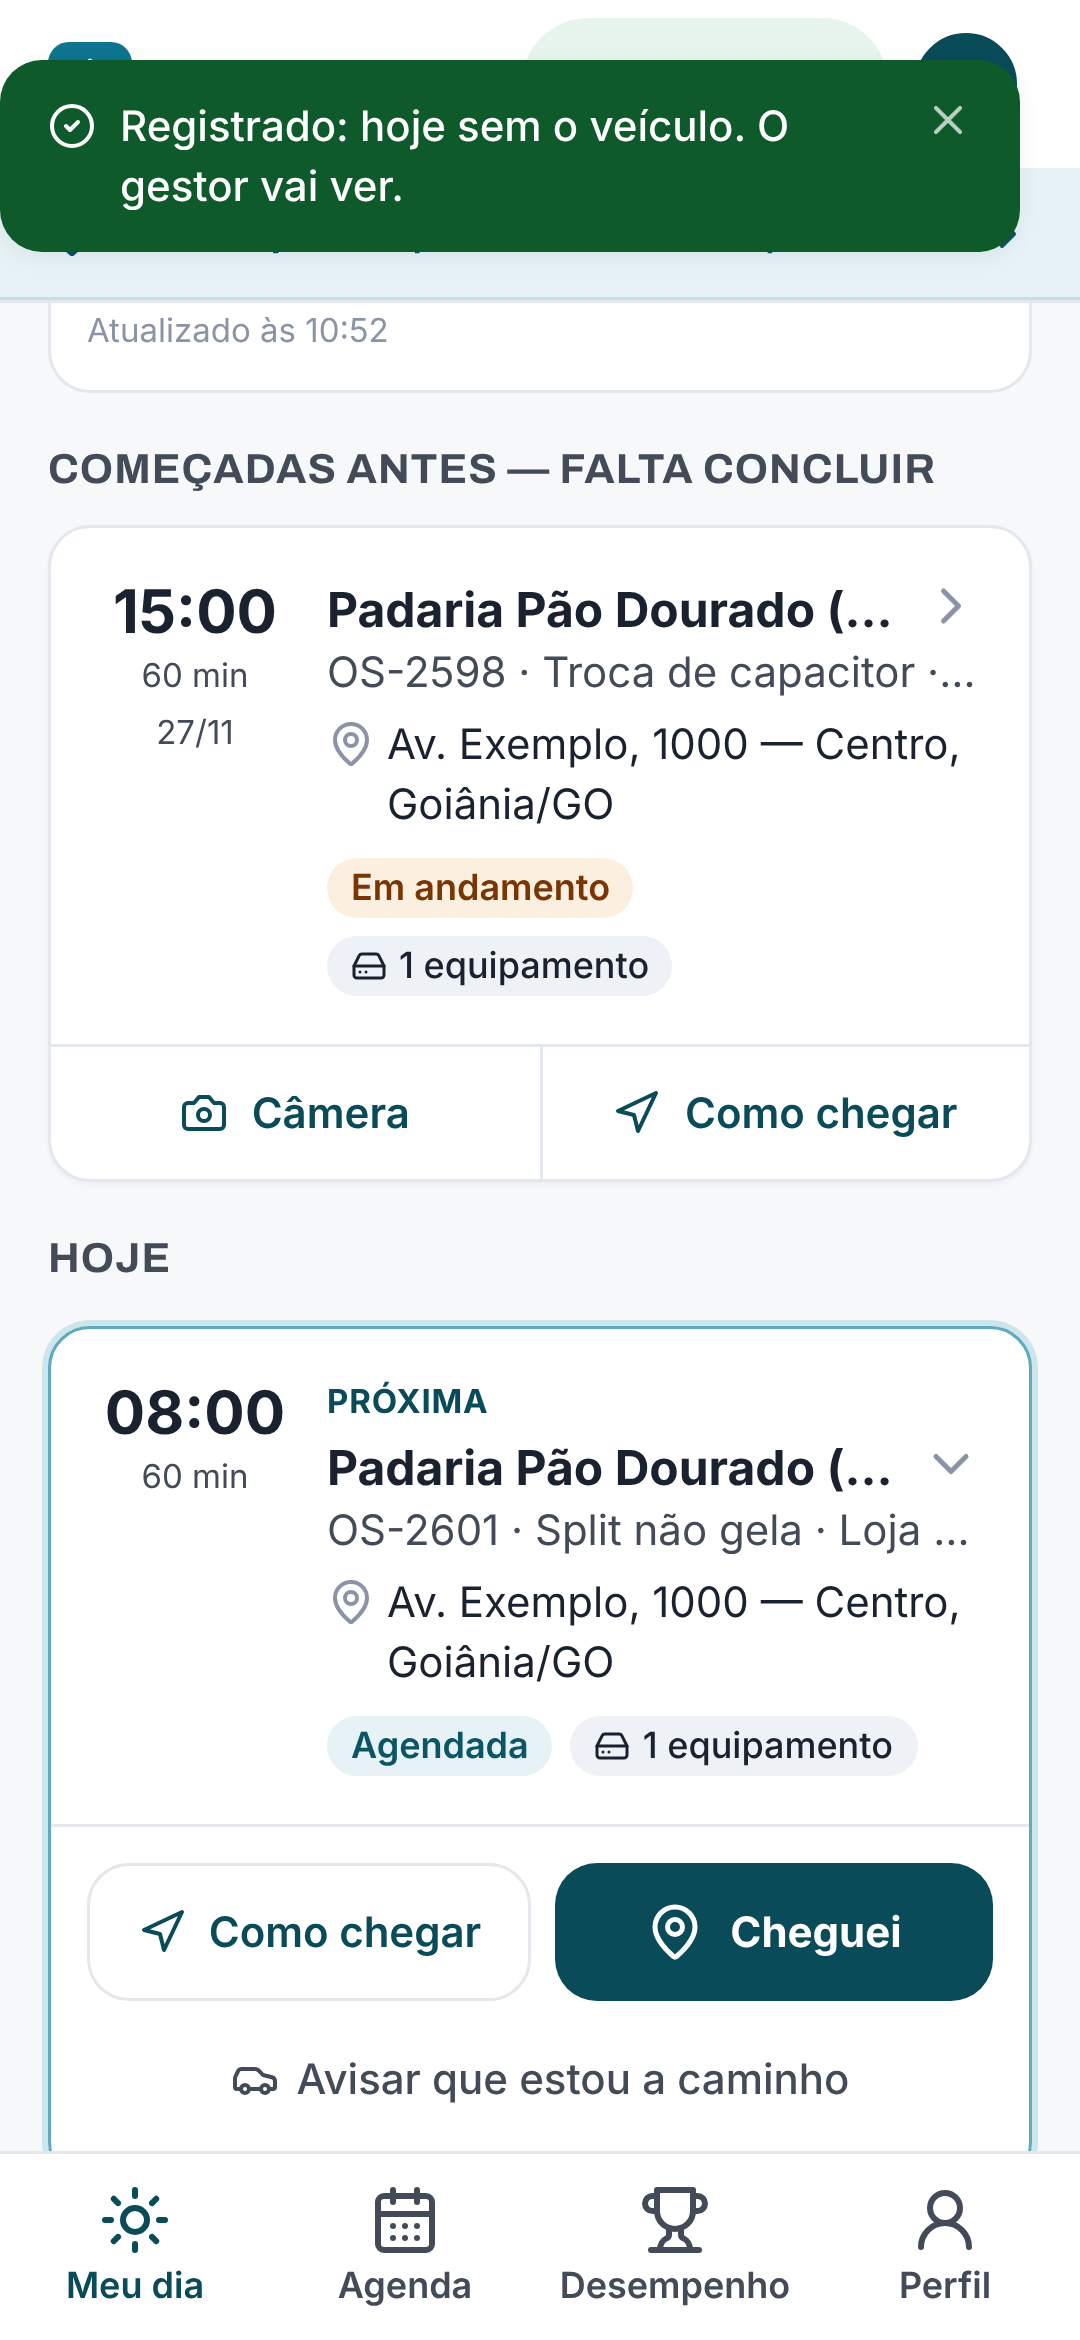 Registrado: hoje sem o veículo. O
gestor vai ver.
Atualizado às 10:52
COMEÇADAS ANTES — FALTA CONCLUIR
15:00
60 min
27/11
Padaria Pão Dourado (...
OS-2598 · Troca de capacitor ·...
Av. Exemplo, 1000 — Centro,
Goiânia/GO
Em andamento
1 equipamento
Câmera
Como chegar
HOJE
08:00
60 min
PRÓXIMA
Padaria Pão Dourado (...
OS-2601 · Split não gela · Loja ...
Av. Exemplo, 1000 — Centro,
Goiânia/GO
Agendada
1 equipamento
Como chegar
Cheguei
Avisar que estou a caminho
Meu dia
Agenda
Desempenho
Perfil